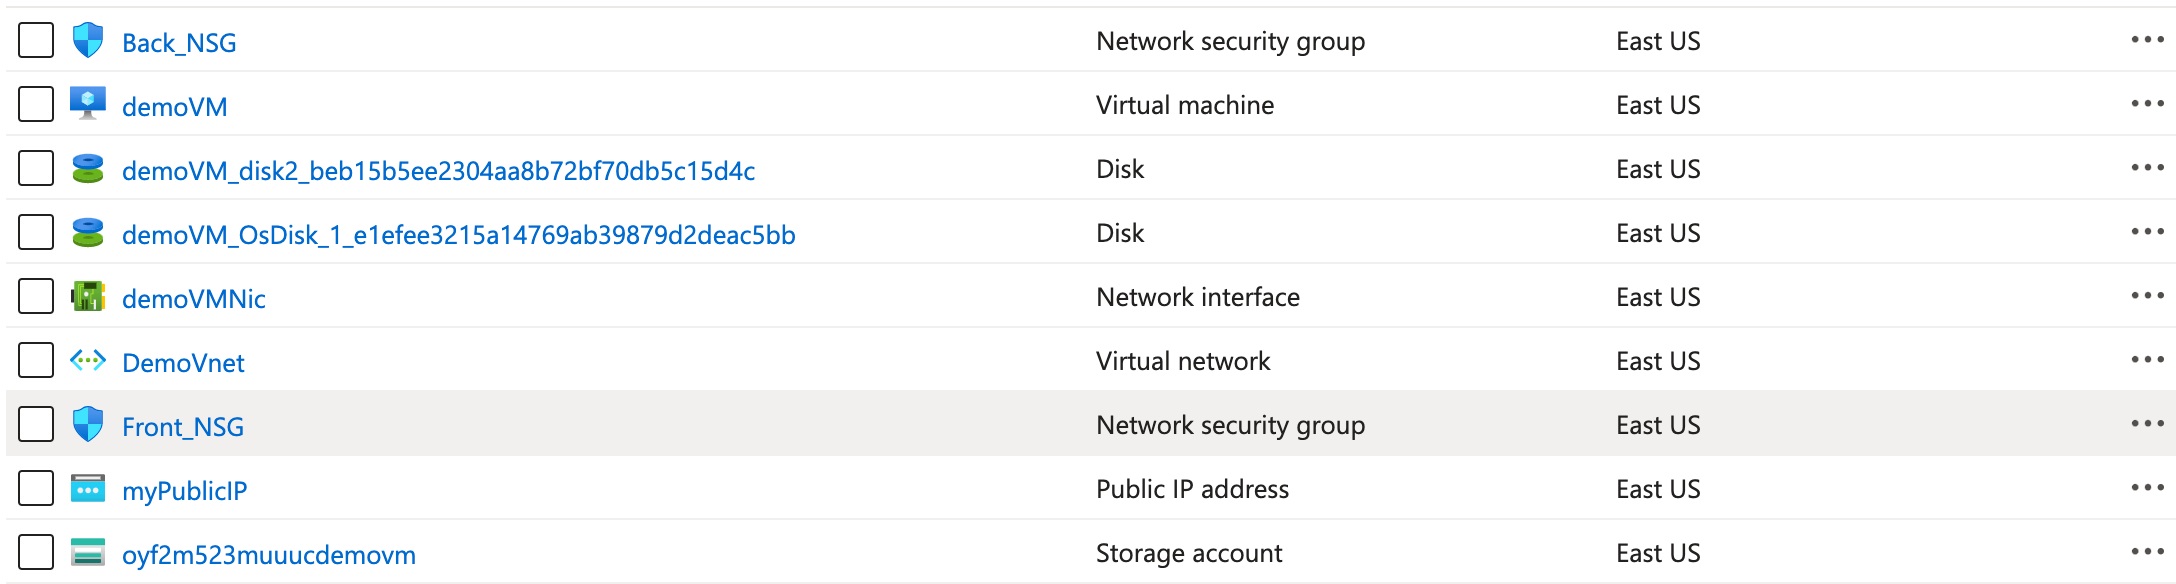 Back_NSG Network security group East US
demoVM Virtual machine East US
demoVM_disk2_beb15b5ee2304aa8b72bf70db5c15d4c Disk East US
demoVM_OsDisk_1_e1efee3215a14769ab39879d2deac5bb Disk East US
demoVMNic Network interface East US
DemoVnet Virtual network East US
Front_NSG Network security group East US
myPublicIP Public IP address East US
oyf2m523muuucdemovm Storage account East US